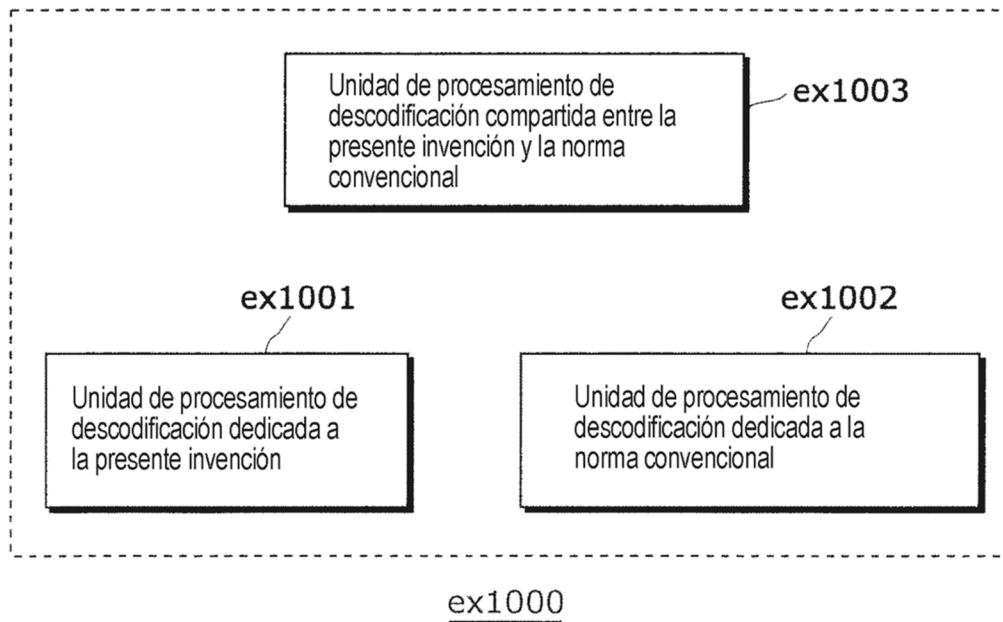 Unidad de procesamiento de
descodificación compartida entre la
presente invención y la norma
convencional
ex1003
ex1001
Unidad de procesamiento de
descodificación dedicada a
la presente invención
ex1002
Unidad de procesamiento de
descodificación dedicada a la
norma convencional
ex1000